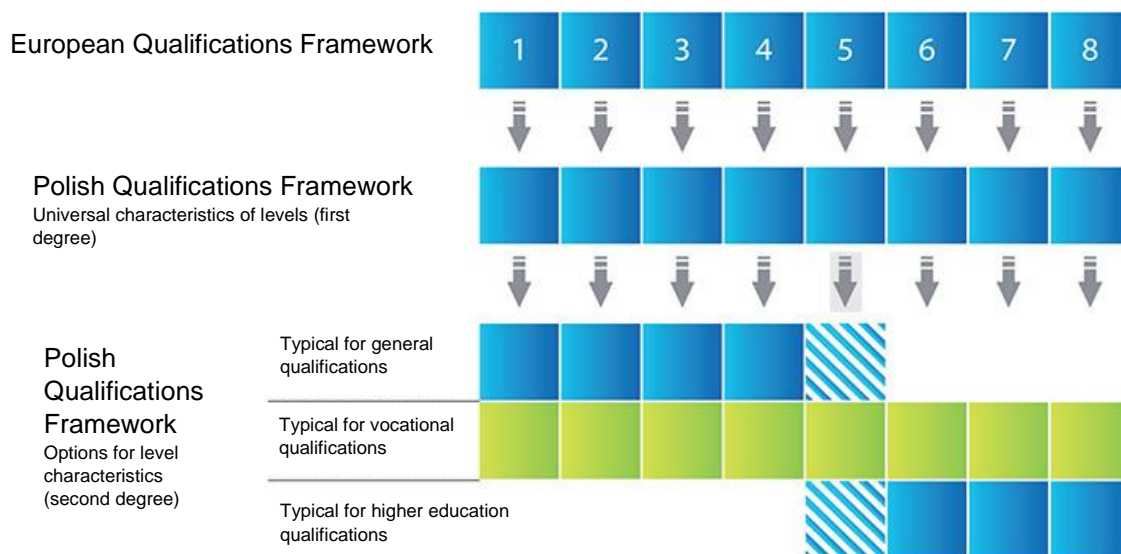 European Qualifications Framework
1 2 3 4 5 6 7 8
Polish Qualifications Framework
Universal characteristics of levels (first
degree)
Polish
Qualifications
Framework
Options for level
characteristics
(second degree)
Typical for general
qualifications
Typical for vocational
qualifications
Typical for higher education
qualifications